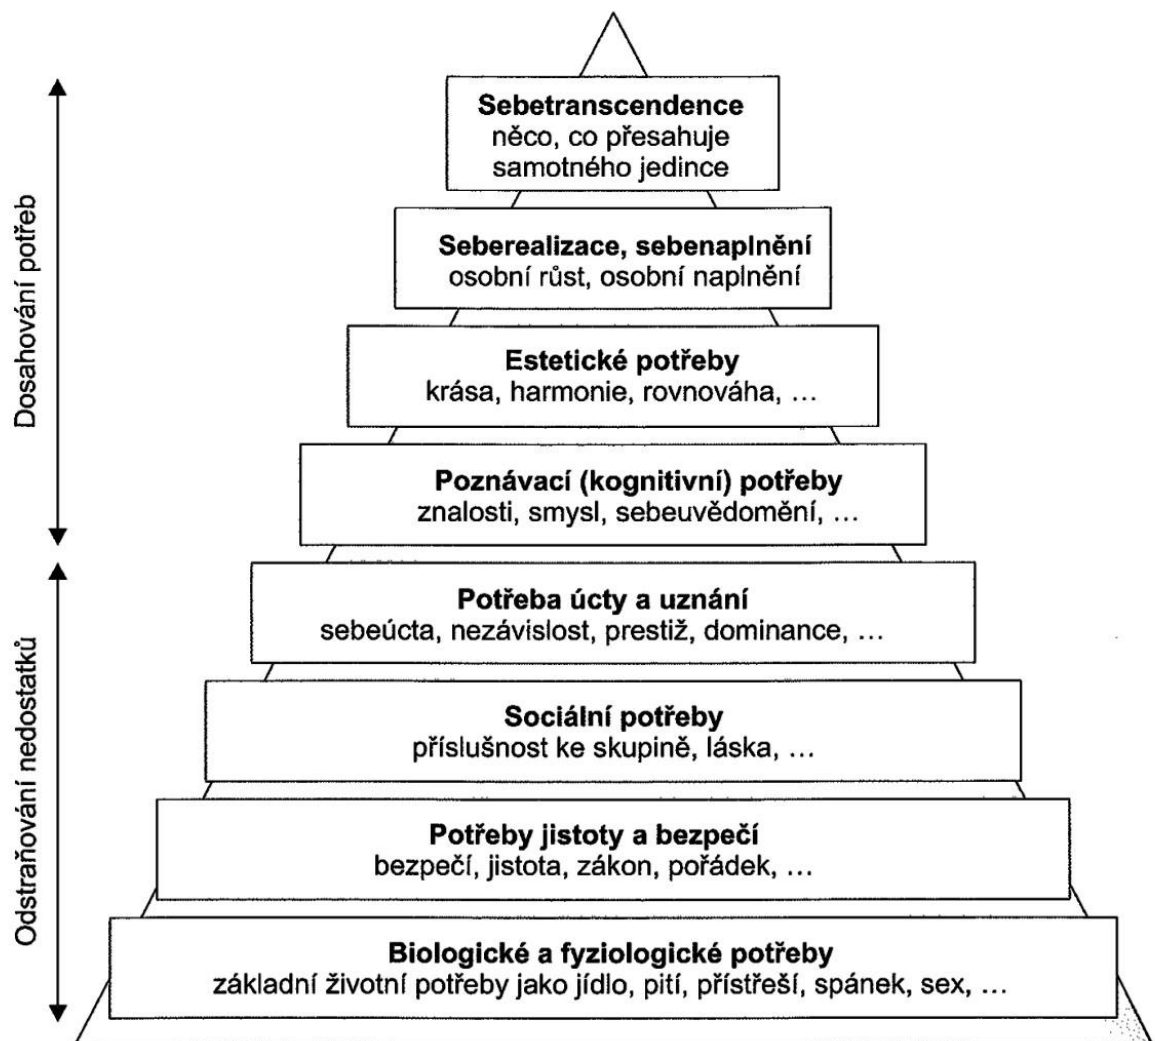 Sebetranscendence
něco, co přesahuje
samotného jedince
Seberealizace, sebenaplnění
osobní růst, osobní naplnění
Estetické potřeby
krása, harmonie, rovnováha, ...
Poznávací (kognitivní) potřeby
znalosti, smysl, sebeuvědomění, ...
Potřeba úcty a uznání
sebeúcta, nezávislost, prestiž, dominance, ...
Sociální potřeby
příslušnost ke skupině, láska, ...
Potřeby jistoty a bezpečí
bezpečí, jistota, zákon, pořádek, ...
Biologické a fyziologické potřeby
základní životní potřeby jako jídlo, pití, přístřeší, spánek, sex, ...
Dosahování potřeb
Odstraňování nedostatků